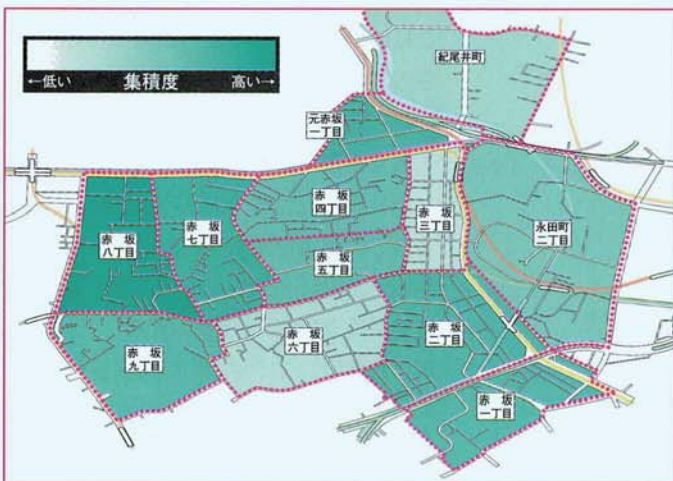 ←低い 集積度 高い→
紀尾井町
元赤坂
一丁目
赤坂
四丁目
赤坂
三丁目
永田町
二丁目
赤坂
八丁目
赤坂
七丁目
赤坂
五丁目
赤坂
六丁目
赤坂
二丁目
赤坂
九丁目
赤坂
一丁目